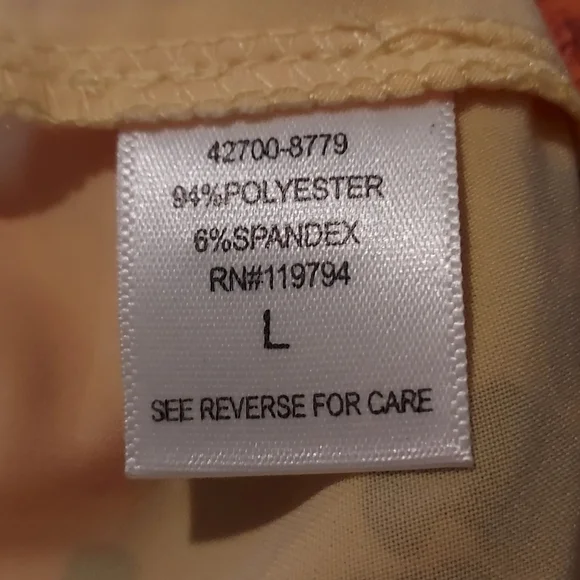 42700-8779
94%POLYESTER
6%SPANDEX
RN#119794
L
SEE REVERSE FOR CARE